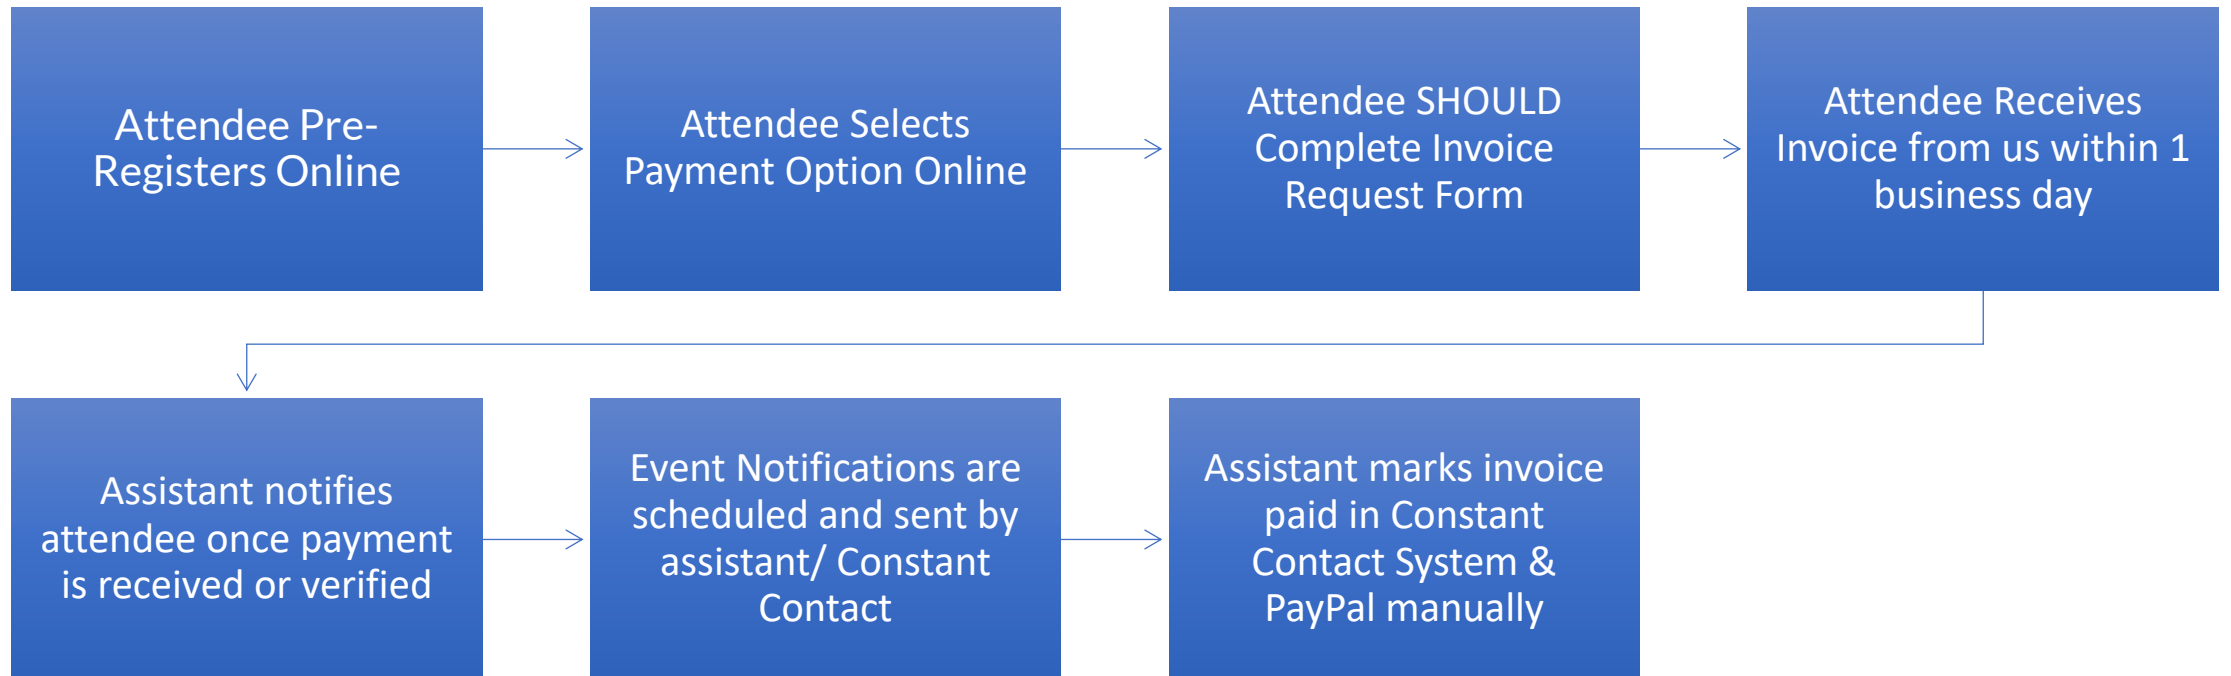 Attendee Pre-
Registers Online
Attendee Selects
Payment Option Online
Attendee SHOULD
Complete Invoice
Request Form
Attendee Receives
Invoice from us within 1
business day
Assistant notifies
attendee once payment
is received or verified
Event Notifications are
scheduled and sent by
assistant/ Constant
Contact
Assistant marks invoice
paid in Constant
Contact System &
PayPal manually